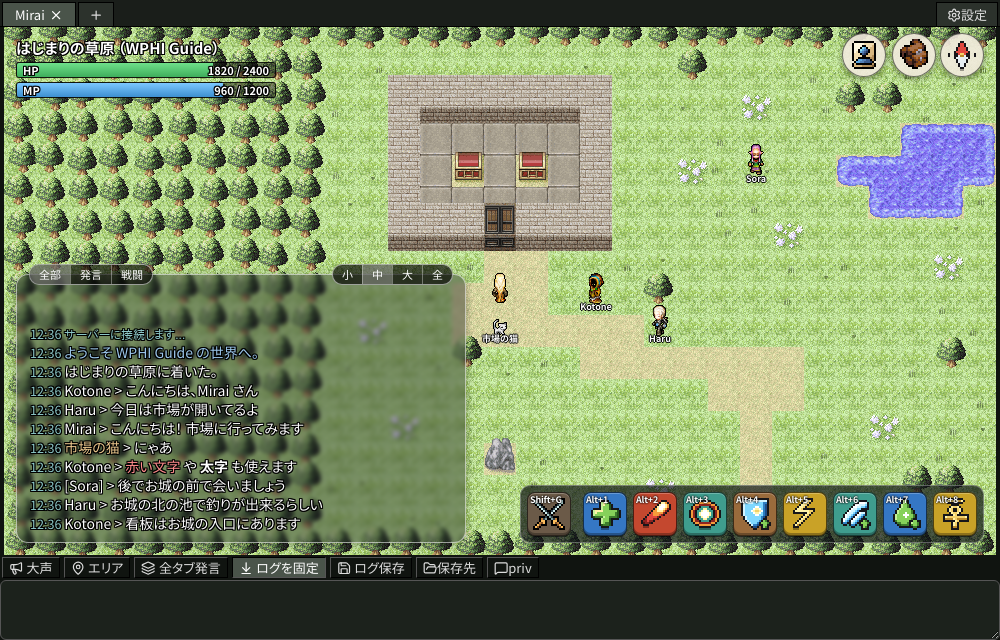 Mirai
設定
はじまりの草原 (WPHI Guide)
HP 1820 / 2400
MP 960 / 1200
Sora
Kotone
Haru
市場の猫
全部 発言 戦闘
小 中 大 全
12:36 サーバーに接続します...
12:36 ようこそ WPHI Guide の世界へ。
12:36 はじまりの草原に着いた。
12:36 Kotone > こんにちは、Mirai さん
12:36 Haru > 今日は市場が開いてるよ
12:36 Mirai > こんにちは! 市場に行ってみます
12:36 市場の猫 > にゃあ
12:36 Kotone > 赤い文字 や 太字 も使えます
12:36 [Sora] > 後でお城の前で会いましょう
12:36 Haru > お城の北の池で釣りが出来るらしい
12:36 Kotone > 看板はお城の入口にあります
Shift+G Alt+1 Alt+2 Alt+3 Alt+4 Alt+5 Alt+6 Alt+7 Alt+8
大声 エリア 全タブ発言 ログを固定 ログ保存 保存先 priv